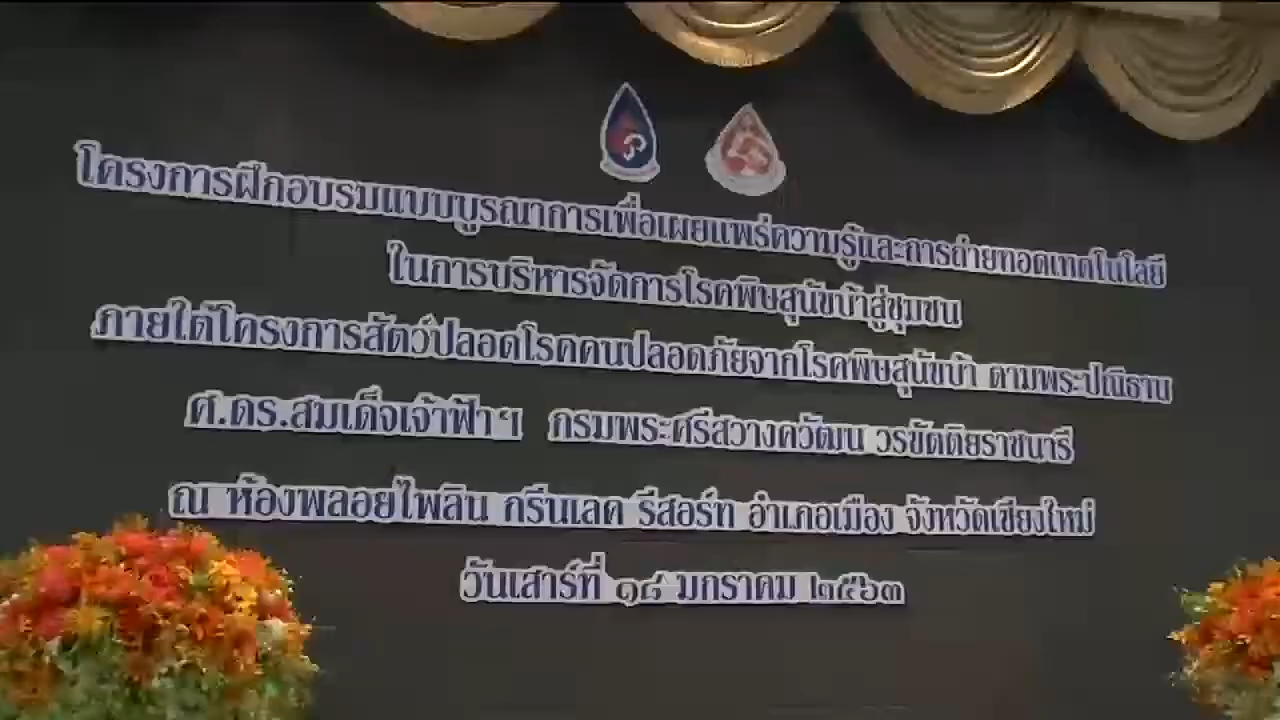 โครงการฝึกอบรมแบบบูรณาการเพื่อเผยแพร่ความรู้และการถ่ายทอดเทคโนโลยี
ในการบริหารจัดการโรคพิษสุนัขบ้าสู่ชุมชน
ภายใต้โครงการสัตว์ปลอดโรคคนปลอดภัยจากโรคพิษสุนัขบ้า ตามพระปณิธาน
ศ.ดร.สมเด็จเจ้าฟ้าฯ กรมพระศรีสวางควัฒน วรขัตติยราชนารี
ณ ห้องพลอยไพลิน กรีนเลค รีสอร์ท อำเภอเมือง จังหวัดเชียงใหม่
วันเสาร์ที่ ๑๘ มกราคม ๒๕๖๓